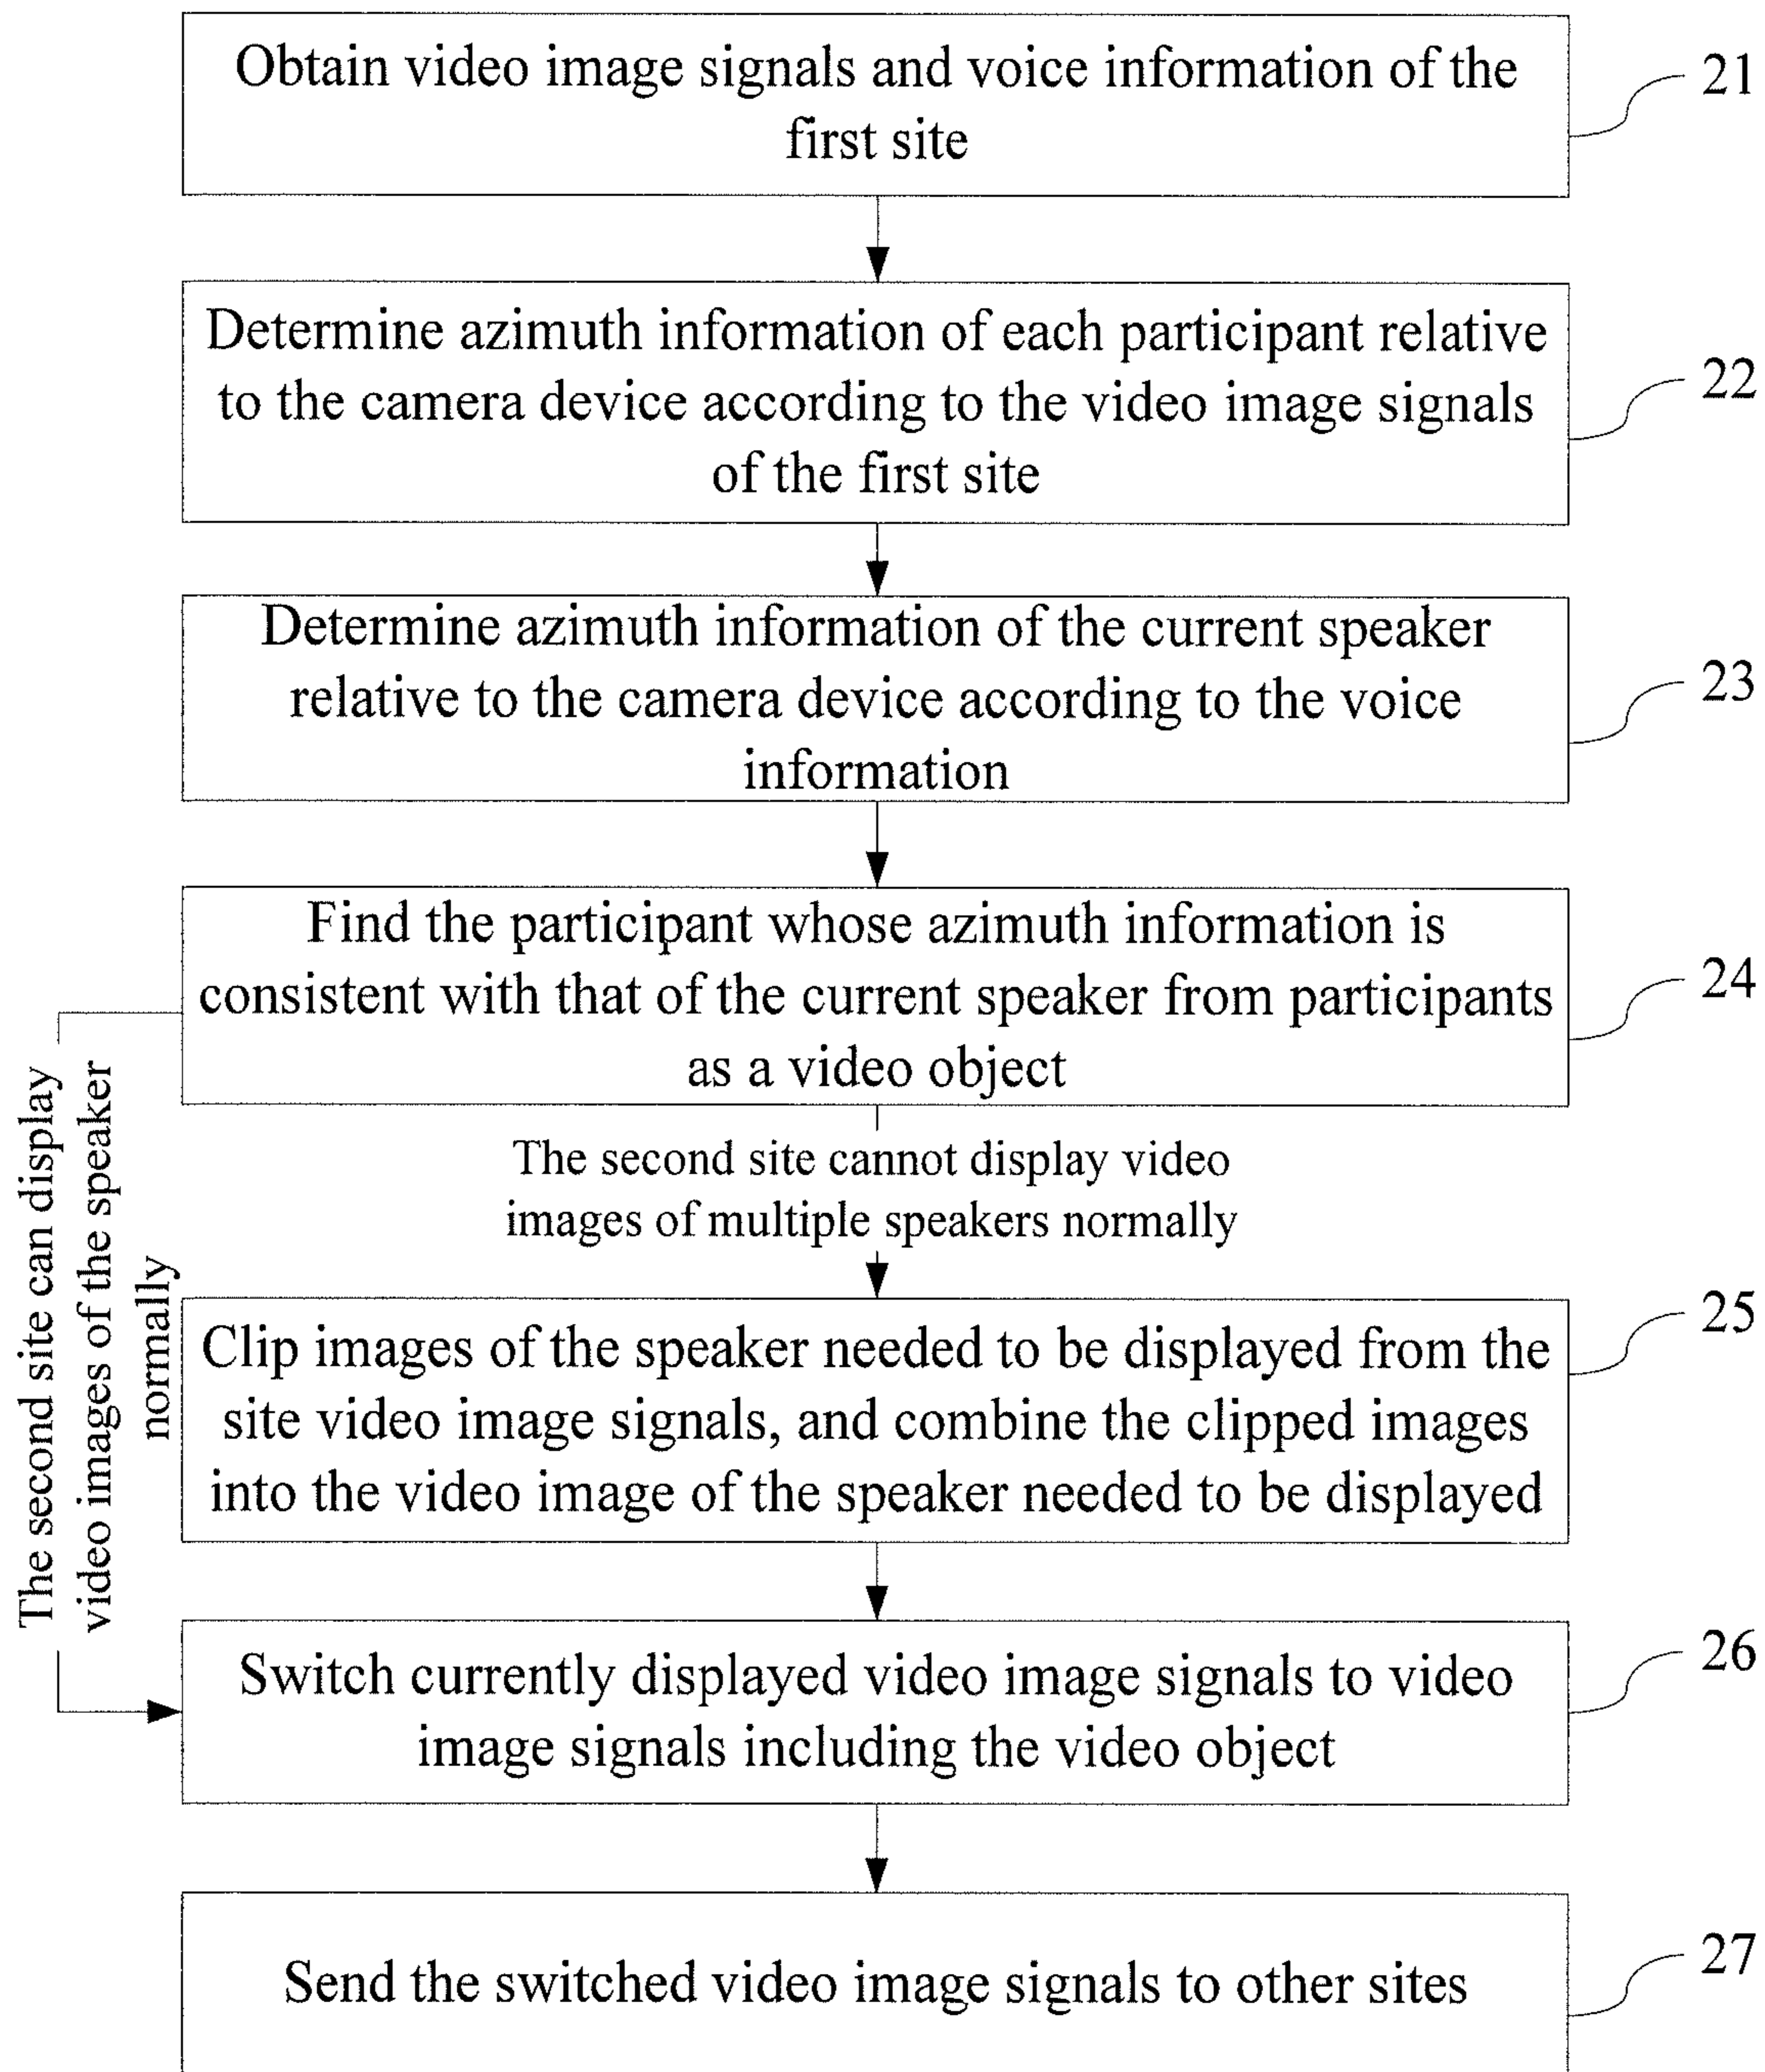 Obtain video image signals and voice information of the
first site
21
Determine azimuth information of each participant relative
to the camera device according to the video image signals
of the first site
22
Determine azimuth information of the current speaker
relative to the camera device according to the voice
information
23
Find the participant whose azimuth information is
consistent with that of the current speaker from participants
as a video object
24
The second site can display
video images of the speaker
normally
The second site cannot display video
images of multiple speakers normally
Clip images of the speaker needed to be displayed from the
site video image signals, and combine the clipped images
into the video image of the speaker needed to be displayed
25
Switch currently displayed video image signals to video
image signals including the video object
26
Send the switched video image signals to other sites
27